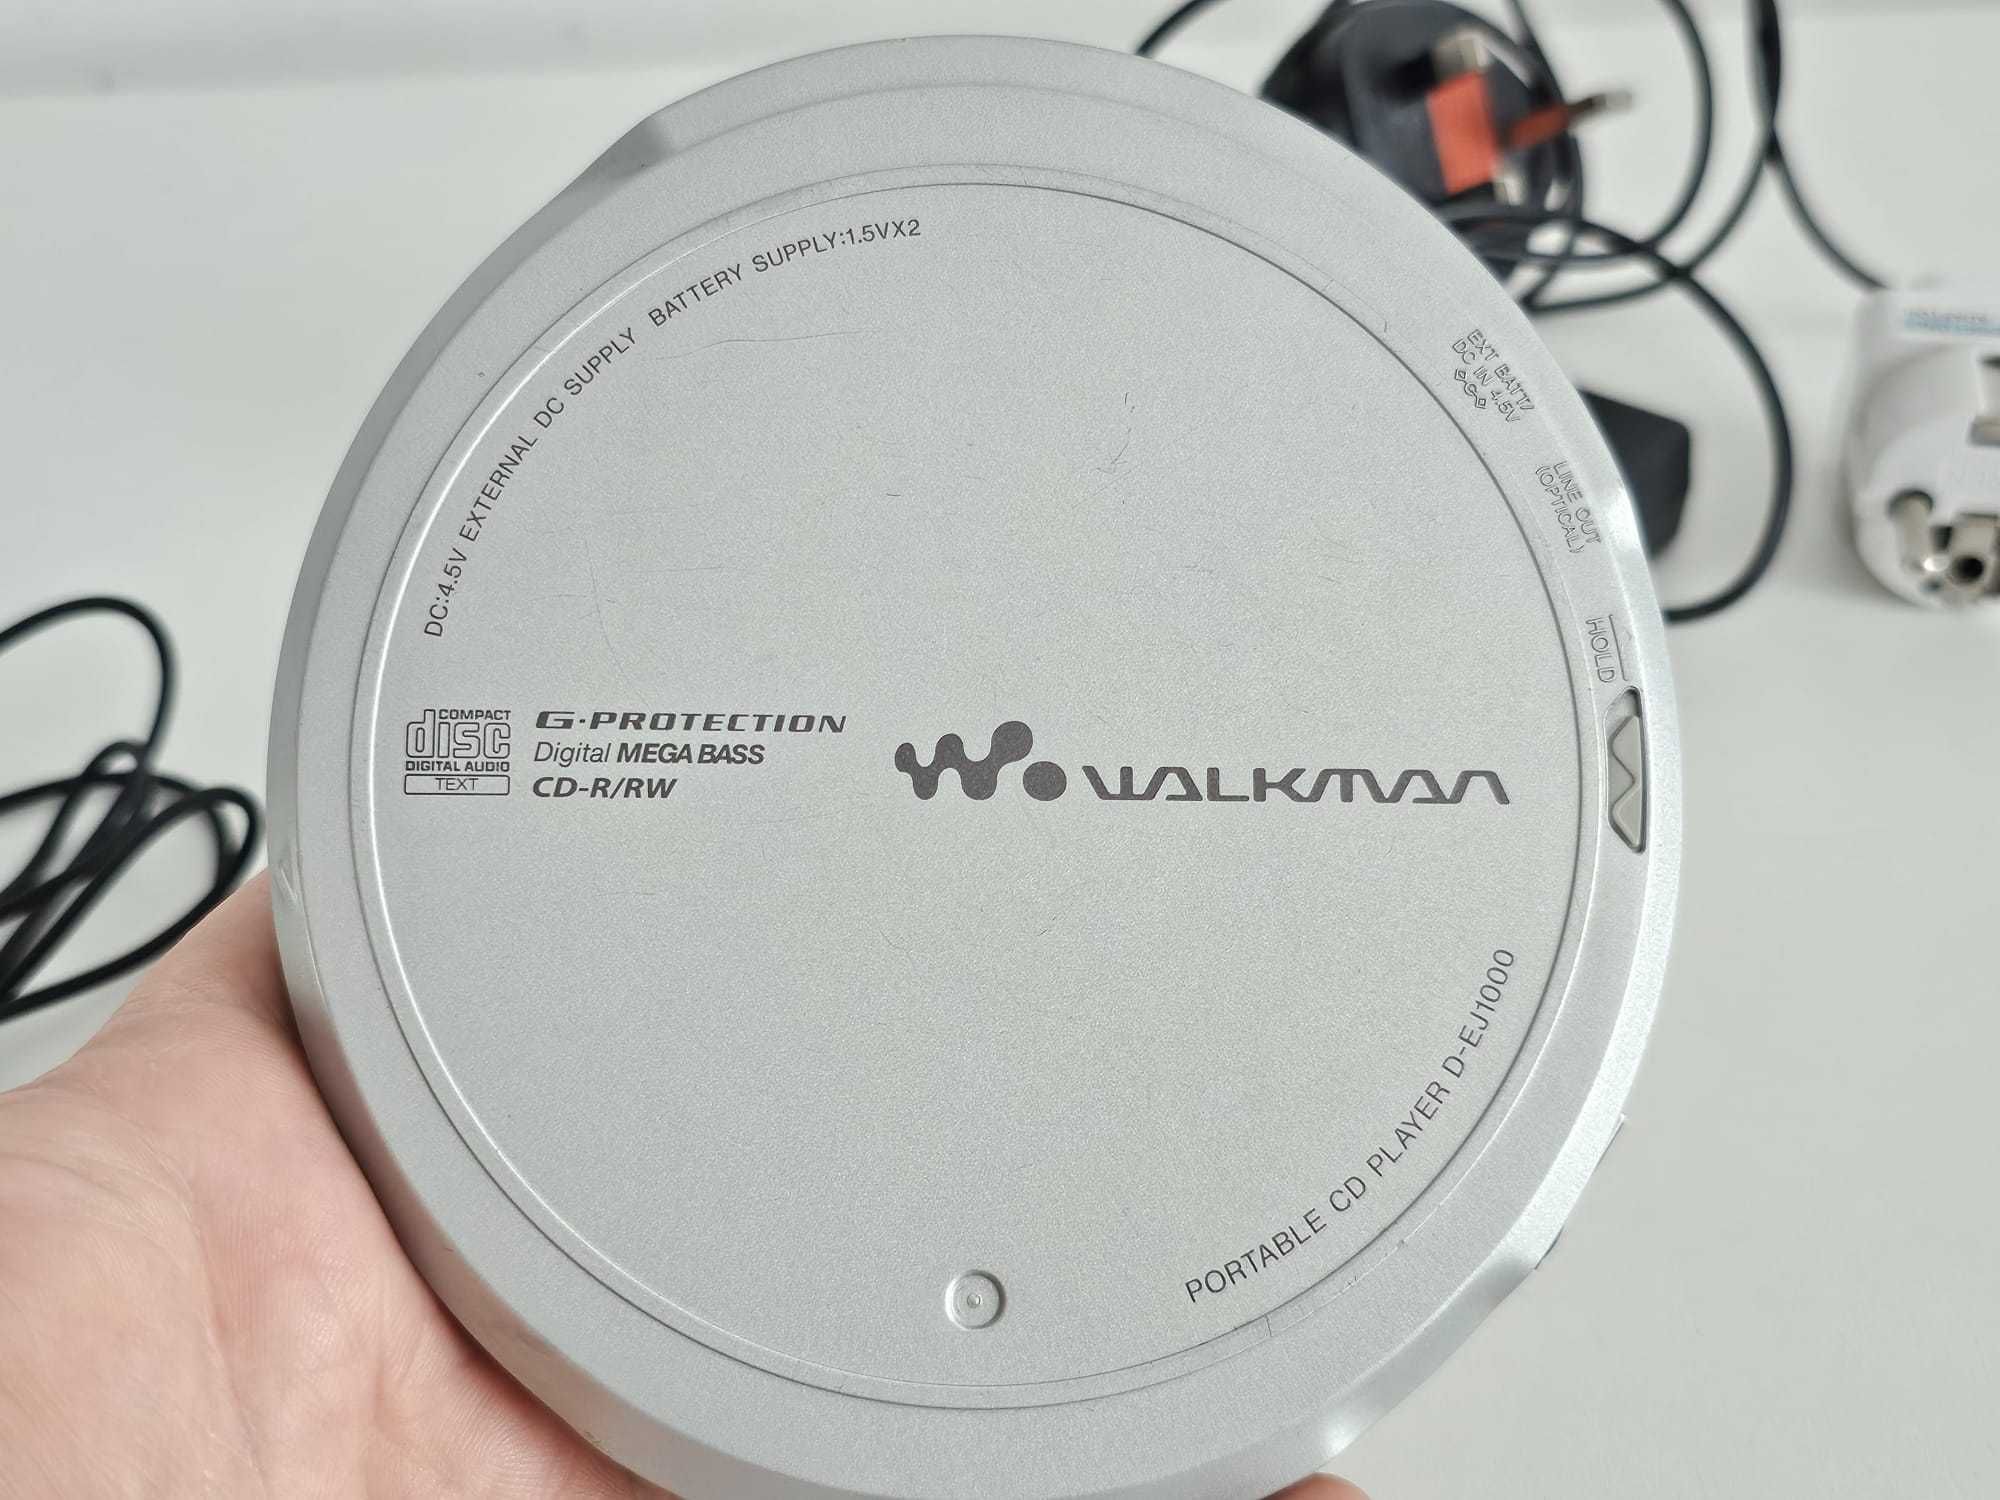 DC:4.5V EXTERNAL DC SUPPLY BATTERY SUPPLY:1.5VX2
EXT BATT/
DC IN 4.5V
LINE OUT
(OPTICAL)
HOLD
COMPACT
disc
DIGITAL AUDIO
TEXT
G·PROTECTION
Digital MEGA BASS
CD-R/RW
WALKMAN
PORTABLE CD PLAYER D-EJ1000